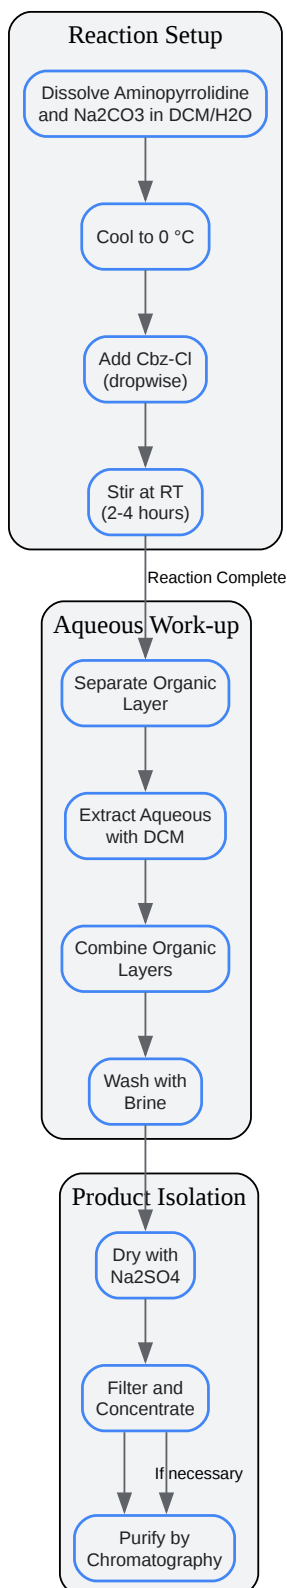 Reaction Setup
Dissolve Aminopyrrolidine
and Na2CO3 in DCM/H2O
Cool to 0 °C
Add Cbz-Cl
(dropwise)
Stir at RT
(2-4 hours)
Reaction Complete
Aqueous Work-up
Separate Organic
Layer
Extract Aqueous
with DCM
Combine Organic
Layers
Wash with
Brine
Product Isolation
Dry with
Na2SO4
Filter and
Concentrate
If necessary
Purify by
Chromatography